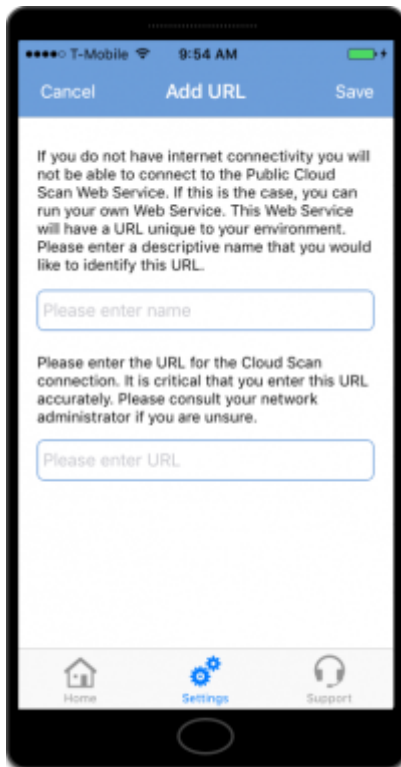 T-Mobile 9:54 AM
Cancel Add URL Save
If you do not have internet connectivity you will
not be able to connect to the Public Cloud
Scan Web Service. If this is the case, you can
run your own Web Service. This Web Service
will have a URL unique to your environment.
Please enter a descriptive name that you would
like to identify this URL.
Please enter name
Please enter the URL for the Cloud Scan
connection. It is critical that you enter this URL
accurately. Please consult your network
administrator if you are unsure.
Please enter URL
Home Settings Support